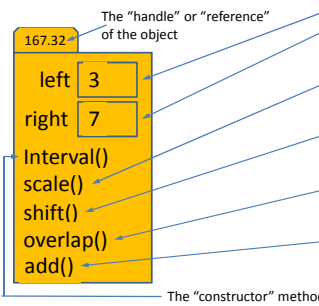 The “handle” or “reference”
of the object
167.32
left 3
right 7
Interval()
scale()
shift()
overlap()
add()
The “constructor” metho